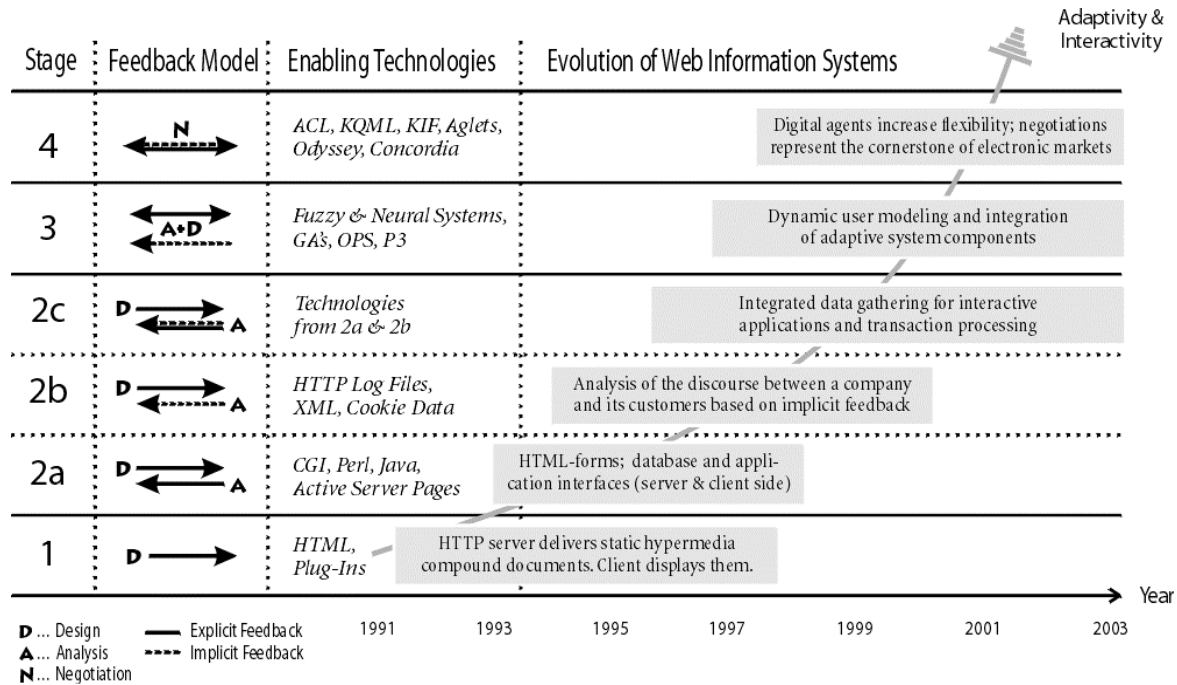 Adaptivity &
Interactivity
Stage Feedback Model Enabling Technologies Evolution of Web Information Systems
4
N
ACL, KQML, KIF, Aglets,
Odyssey, Concordia
Digital agents increase flexibility; negotiations
represent the cornerstone of electronic markets
3
A+D
Fuzzy & Neural Systems,
GA's, OPS, P3
Dynamic user modeling and integration
of adaptive system components
2c
D
A
Technologies
from 2a & 2b
Integrated data gathering for interactive
applications and transaction processing
2b
D
A
HTTP Log Files,
XML, Cookie Data
Analysis of the discourse between a company
and its customers based on implicit feedback
2a
D
A
CGI, Perl, Java,
Active Server Pages
HTML-forms; database and appli-
cation interfaces (server & client side)
1
D
HTML,
Plug-Ins
HTTP server delivers static hypermedia
compound documents. Client displays them.
Year
1991 1993 1995 1997 1999 2001 2003
D ... Design
A ... Analysis
N ... Negotiation
Explicit Feedback
Implicit Feedback